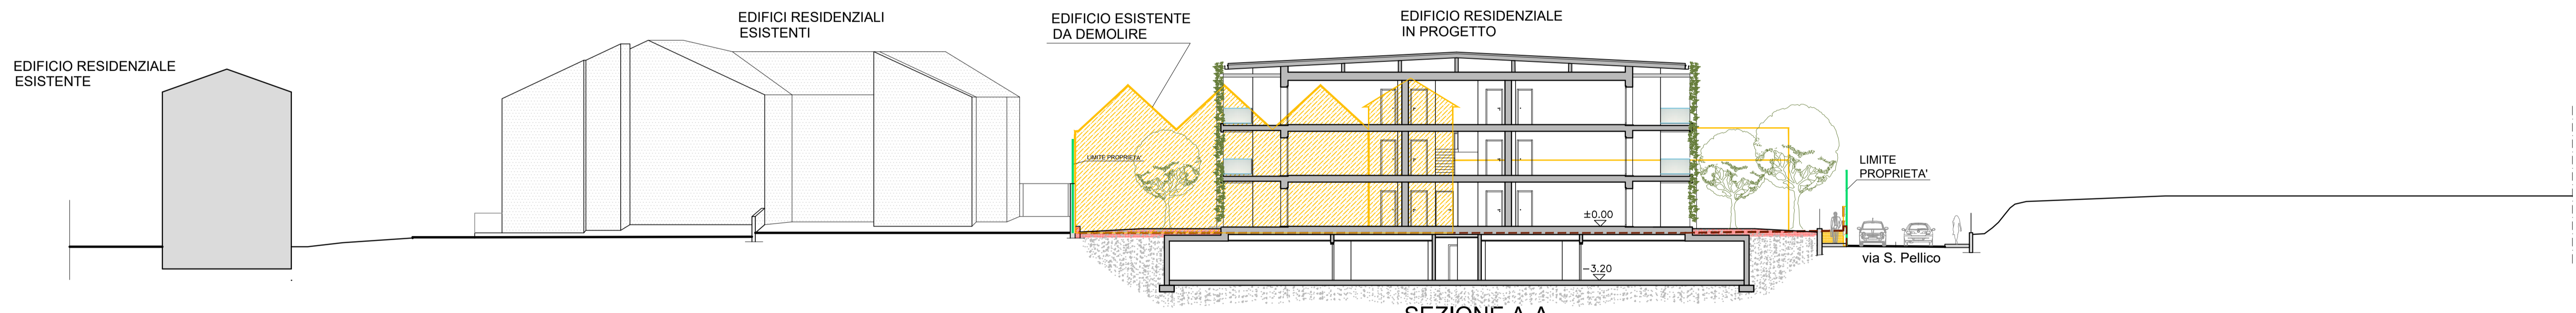 EDIFICIO RESIDENZIALE
ESISTENTE
EDIFICI RESIDENZIALI
ESISTENTI
EDIFICIO ESISTENTE
DA DEMOLIRE
EDIFICIO RESIDENZIALE
IN PROGETTO
LIMITE PROPRIETA'
LIMITE
PROPRIETA'
±0.00
via S. Pellico
-3.20
SEZIONE A-A